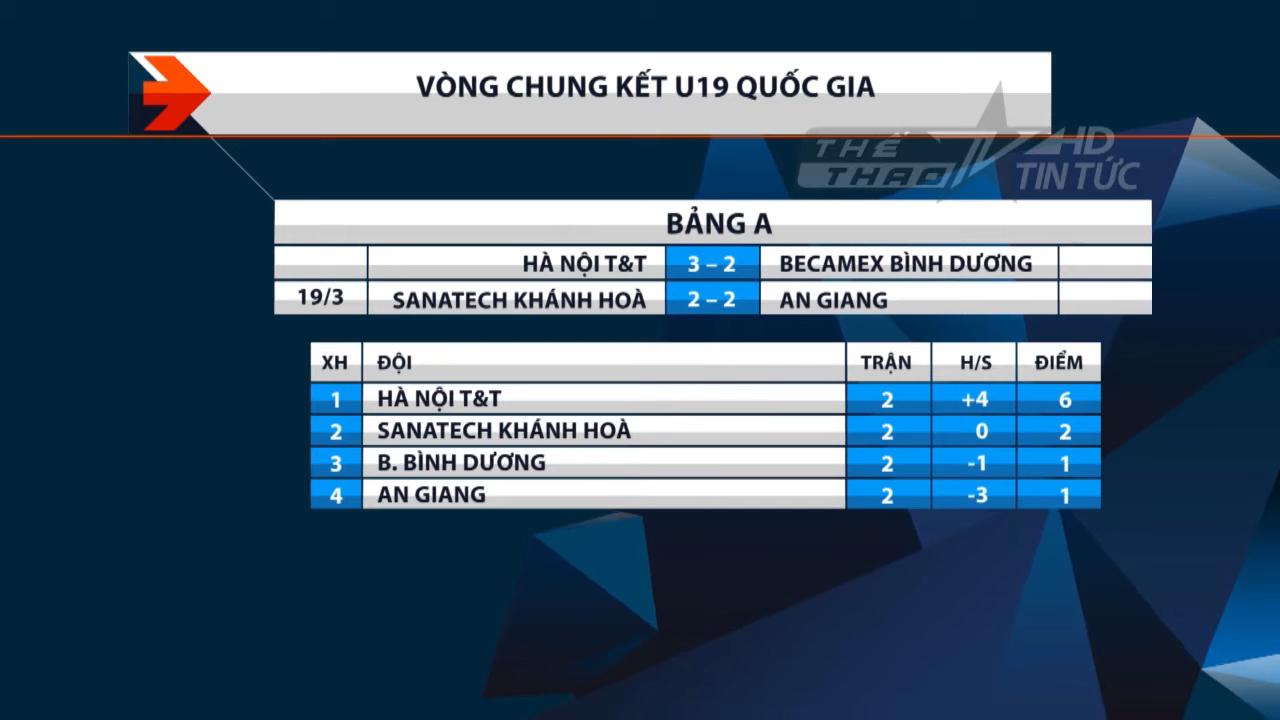 VÒNG CHUNG KẾT U19 QUỐC GIA
THỂ THAO TV HD
TIN TỨC
BẢNG A
HÀ NỘI T&T 3 – 2 BECAMEX BÌNH DƯƠNG
19/3 SANATECH KHÁNH HOÀ 2 – 2 AN GIANG
XH ĐỘI TRẬN H/S ĐIỂM
1 HÀ NỘI T&T 2 +4 6
2 SANATECH KHÁNH HOÀ 2 0 2
3 B. BÌNH DƯƠNG 2 -1 1
4 AN GIANG 2 -3 1